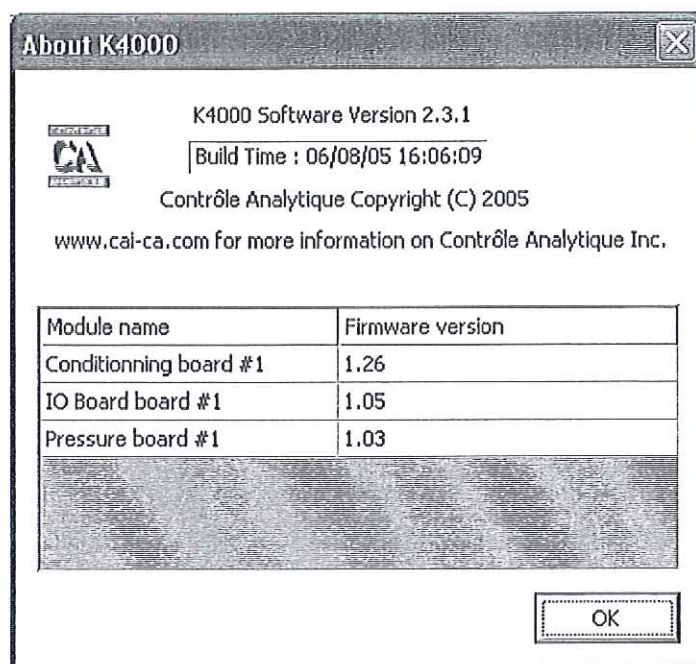 About K4000
K4000 Software Version 2.3.1
CA
Build Time : 06/08/05 16:06:09
Contrôle Analytique Copyright (C) 2005
www.cai-ca.com for more information on Contrôle Analytique Inc.
Module name Firmware version
Conditionning board #1 1.26
IO Board board #1 1.05
Pressure board #1 1.03
OK